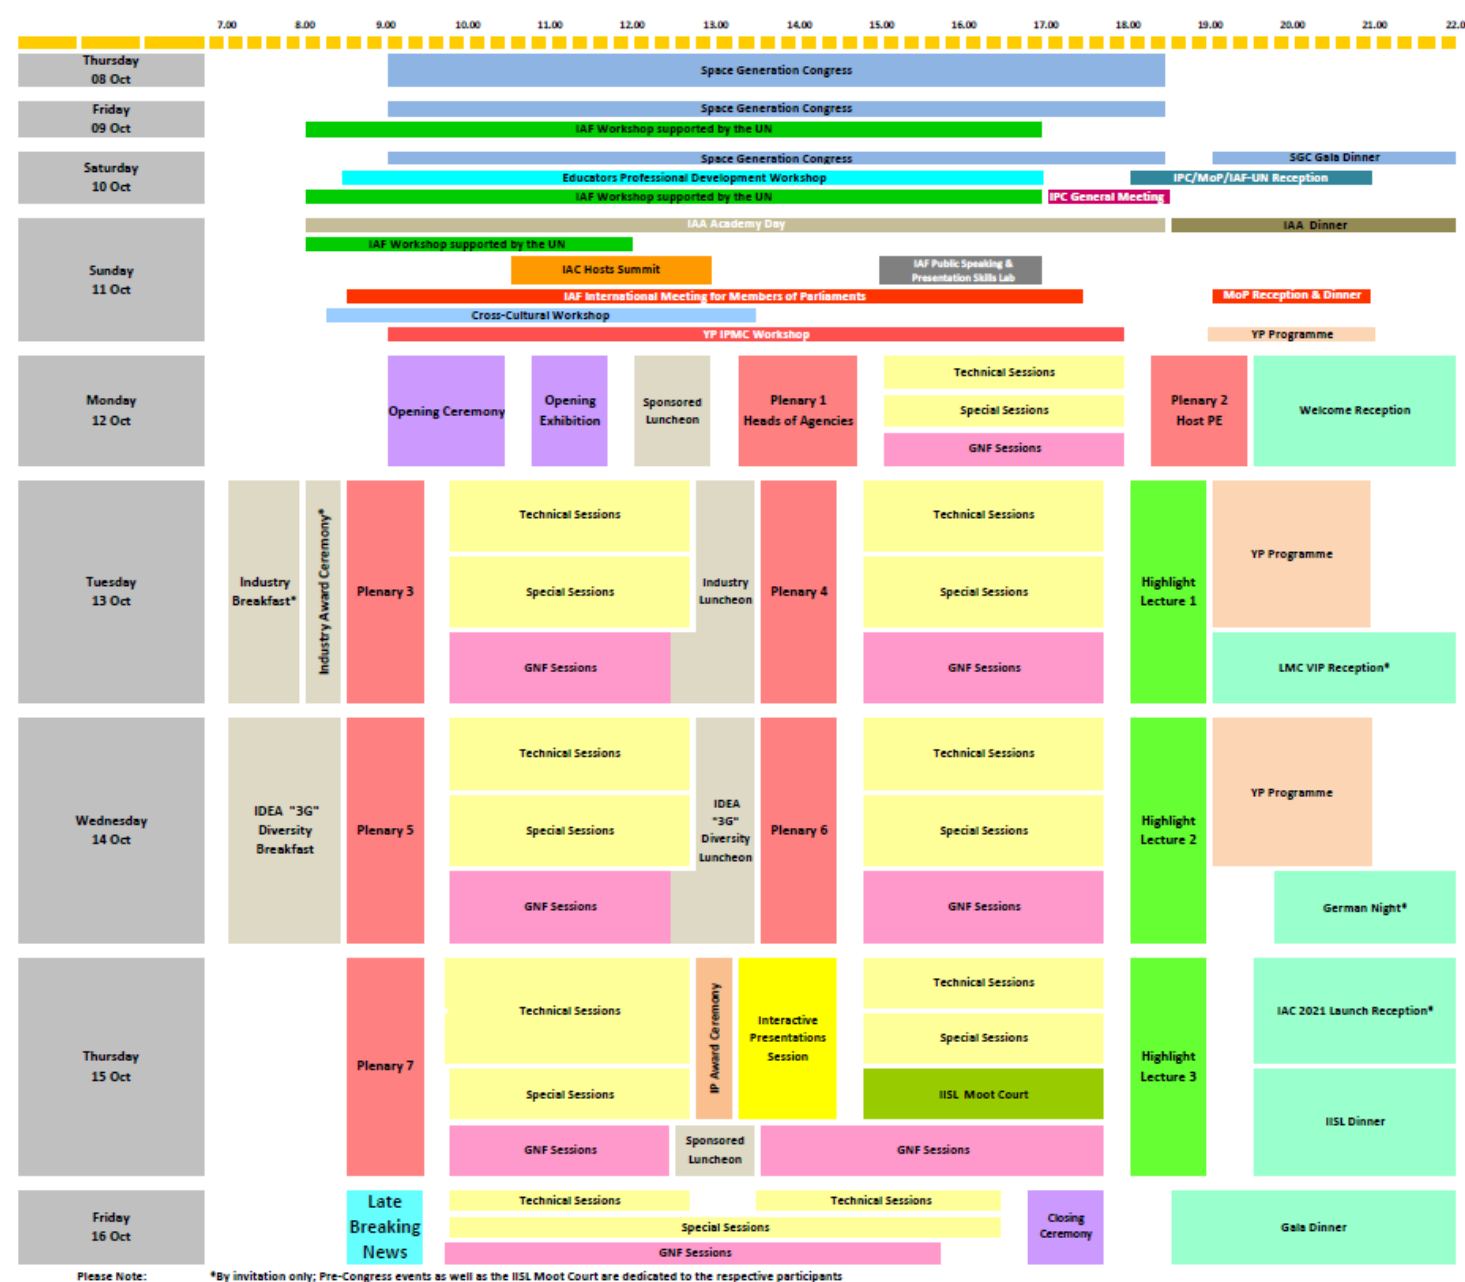 7.00 8.00 9.00 10.00 11.00 12.00 13.00 14.00 15.00 16.00 17.00 18.00 19.00 20.00 21.00 22.0
Thursday
08 Oct
Space Generation Congress
Friday
09 Oct
Space Generation Congress
IAF Workshop supported by the UN
Saturday
10 Oct
Space Generation Congress
SGC Gala Dinner
Educators Professional Development Workshop
IPC/MoP/IAF-UN Reception
IAF Workshop supported by the UN
IPC General Meeting
Sunday
11 Oct
IAA Academy Day
IAA Dinner
IAF Workshop supported by the UN
IAC Hosts Summit
IAF Public Speaking &
Presentation Skills Lab
IAF International Meeting for Members of Parliaments
MoP Reception & Dinner
Cross-Cultural Workshop
YP IPMC Workshop
YP Programme
Monday
12 Oct
Opening Ceremony
Opening
Exhibition
Sponsored
Luncheon
Plenary 1
Heads of Agencies
Technical Sessions
Special Sessions
GNF Sessions
Plenary 2
Host PE
Welcome Reception
Tuesday
13 Oct
Industry
Breakfast*
Industry Award Ceremony*
Plenary 3
Technical Sessions
Special Sessions
GNF Sessions
Industry
Luncheon
Plenary 4
Technical Sessions
Special Sessions
GNF Sessions
Highlight
Lecture 1
YP Programme
LMC VIP Reception*
Wednesday
14 Oct
IDEA "3G"
Diversity
Breakfast
Plenary 5
Technical Sessions
Special Sessions
GNF Sessions
IDEA
"3G"
Diversity
Luncheon
Plenary 6
Technical Sessions
Special Sessions
GNF Sessions
Highlight
Lecture 2
YP Programme
German Night*
Thursday
15 Oct
Plenary 7
Technical Sessions
Special Sessions
GNF Sessions
IP Award Ceremony
Sponsored
Luncheon
Interactive
Presentations
Session
Technical Sessions
Special Sessions
IISL Moot Court
GNF Sessions
Highlight
Lecture 3
IAC 2021 Launch Reception*
IISL Dinner
Friday
16 Oct
Late
Breaking
News
Technical Sessions
Technical Sessions
Special Sessions
GNF Sessions
Closing
Ceremony
Gala Dinner
Please Note: *By invitation only; Pre-Congress events as well as the IISL Moot Court are dedicated to the respective participants